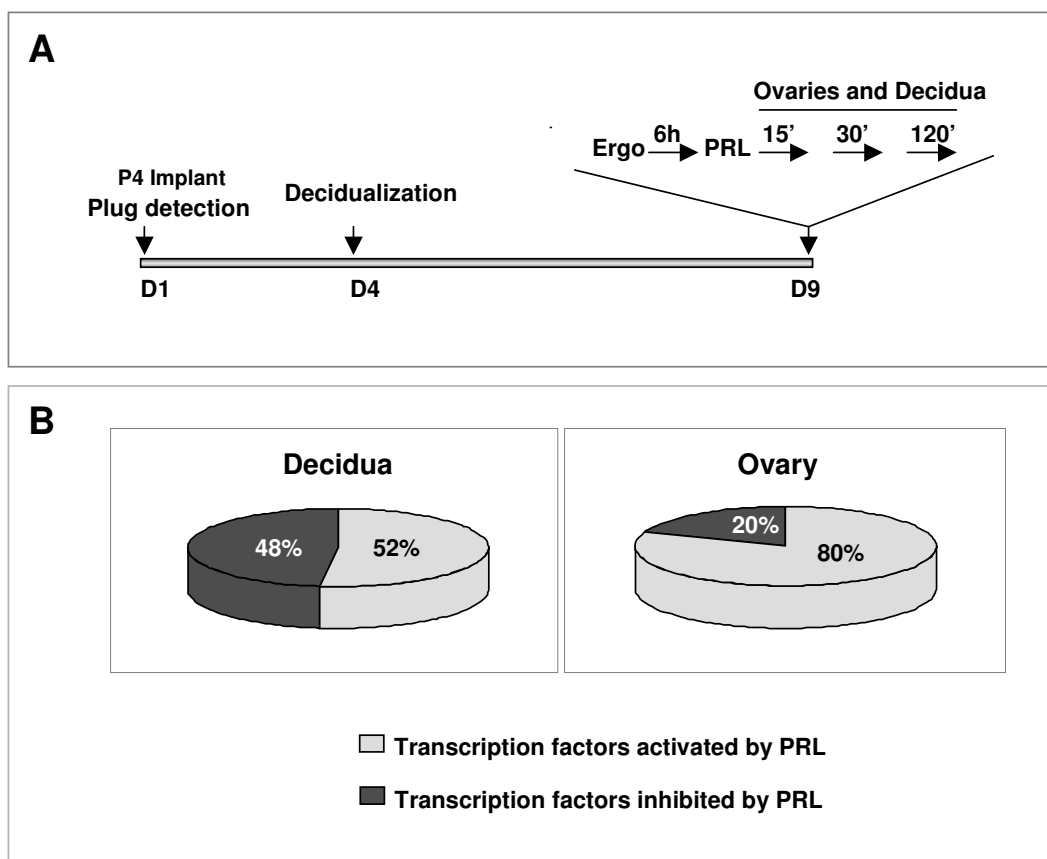 A
Ovaries and Decidua
Ergo 6h PRL 15’ 30’ 120’
P4 Implant
Plug detection
Decidualization
D1 D4 D9
B
Decidua
48% 52%
Ovary
20%
80%
Transcription factors activated by PRL
Transcription factors inhibited by PRL